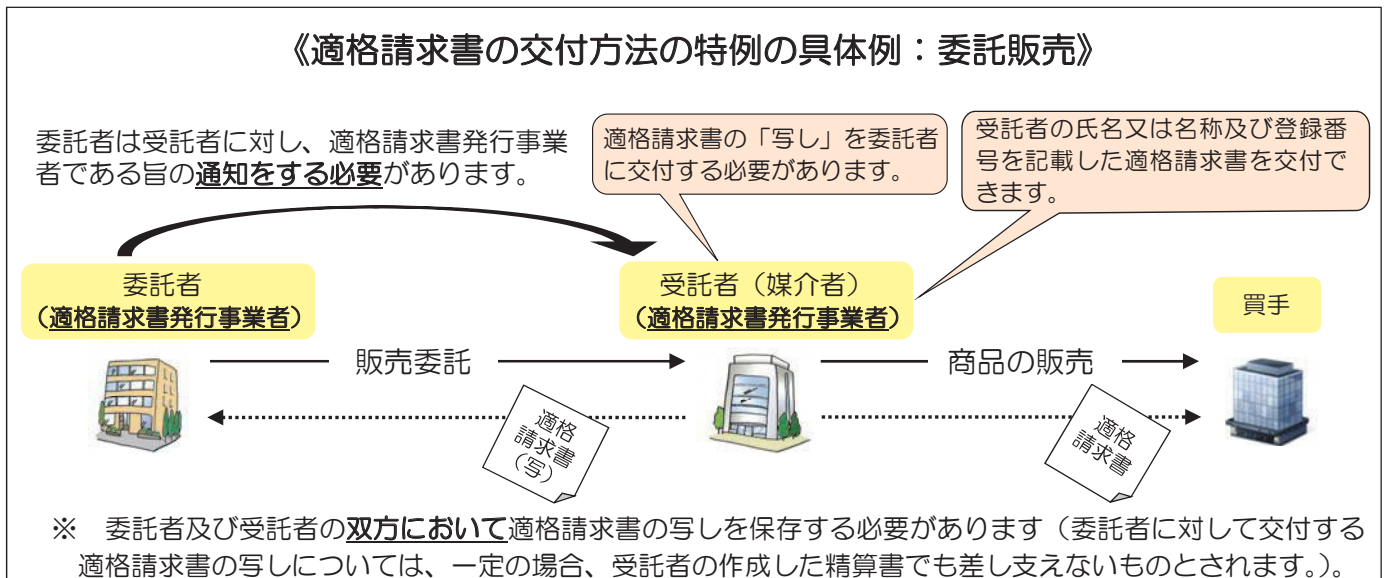 《適格請求書の交付方法の特例の具体例：委託販売》
委託者は受託者に対し、適格請求書発行事業
者である旨の通知をする必要があります。
適格請求書の「写し」を委託者
に交付する必要があります。
受託者の氏名又は名称及び登録番
号を記載した適格請求書を交付で
きます。
委託者
（適格請求書発行事業者）
受託者（媒介者）
（適格請求書発行事業者）
買手
販売委託
商品の販売
適格
請求書
（写）
適格
請求書
※　委託者及び受託者の双方において適格請求書の写しを保存する必要があります（委託者に対して交付する
適格請求書の写しについては、一定の場合、受託者の作成した精算書でも差し支えないものとされます。）。